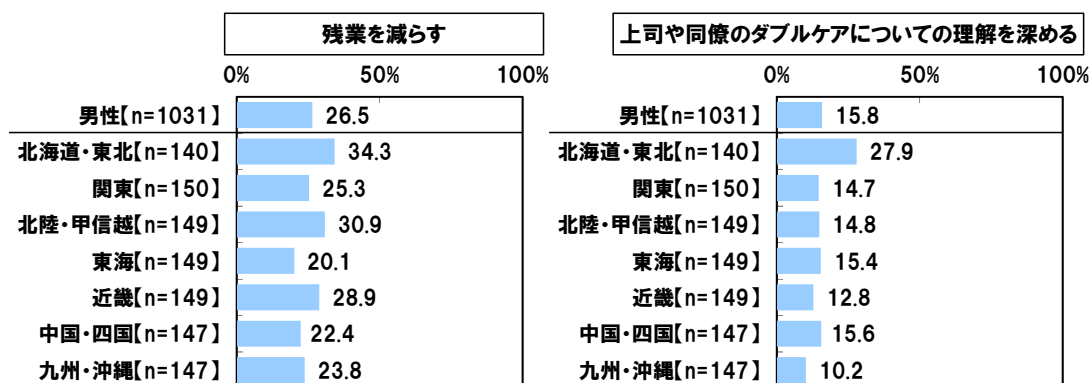 残業を減らす
0% 50% 100%
男性【n=1031】 26.5
北海道・東北【n=140】 34.3
関東【n=150】 25.3
北陸・甲信越【n=149】 30.9
東海【n=149】 20.1
近畿【n=149】 28.9
中国・四国【n=147】 22.4
九州・沖縄【n=147】 23.8
上司や同僚のダブルケアについての理解を深める
0% 50% 100%
男性【n=1031】 15.8
北海道・東北【n=140】 27.9
関東【n=150】 14.7
北陸・甲信越【n=149】 14.8
東海【n=149】 15.4
近畿【n=149】 12.8
中国・四国【n=147】 15.6
九州・沖縄【n=147】 10.2